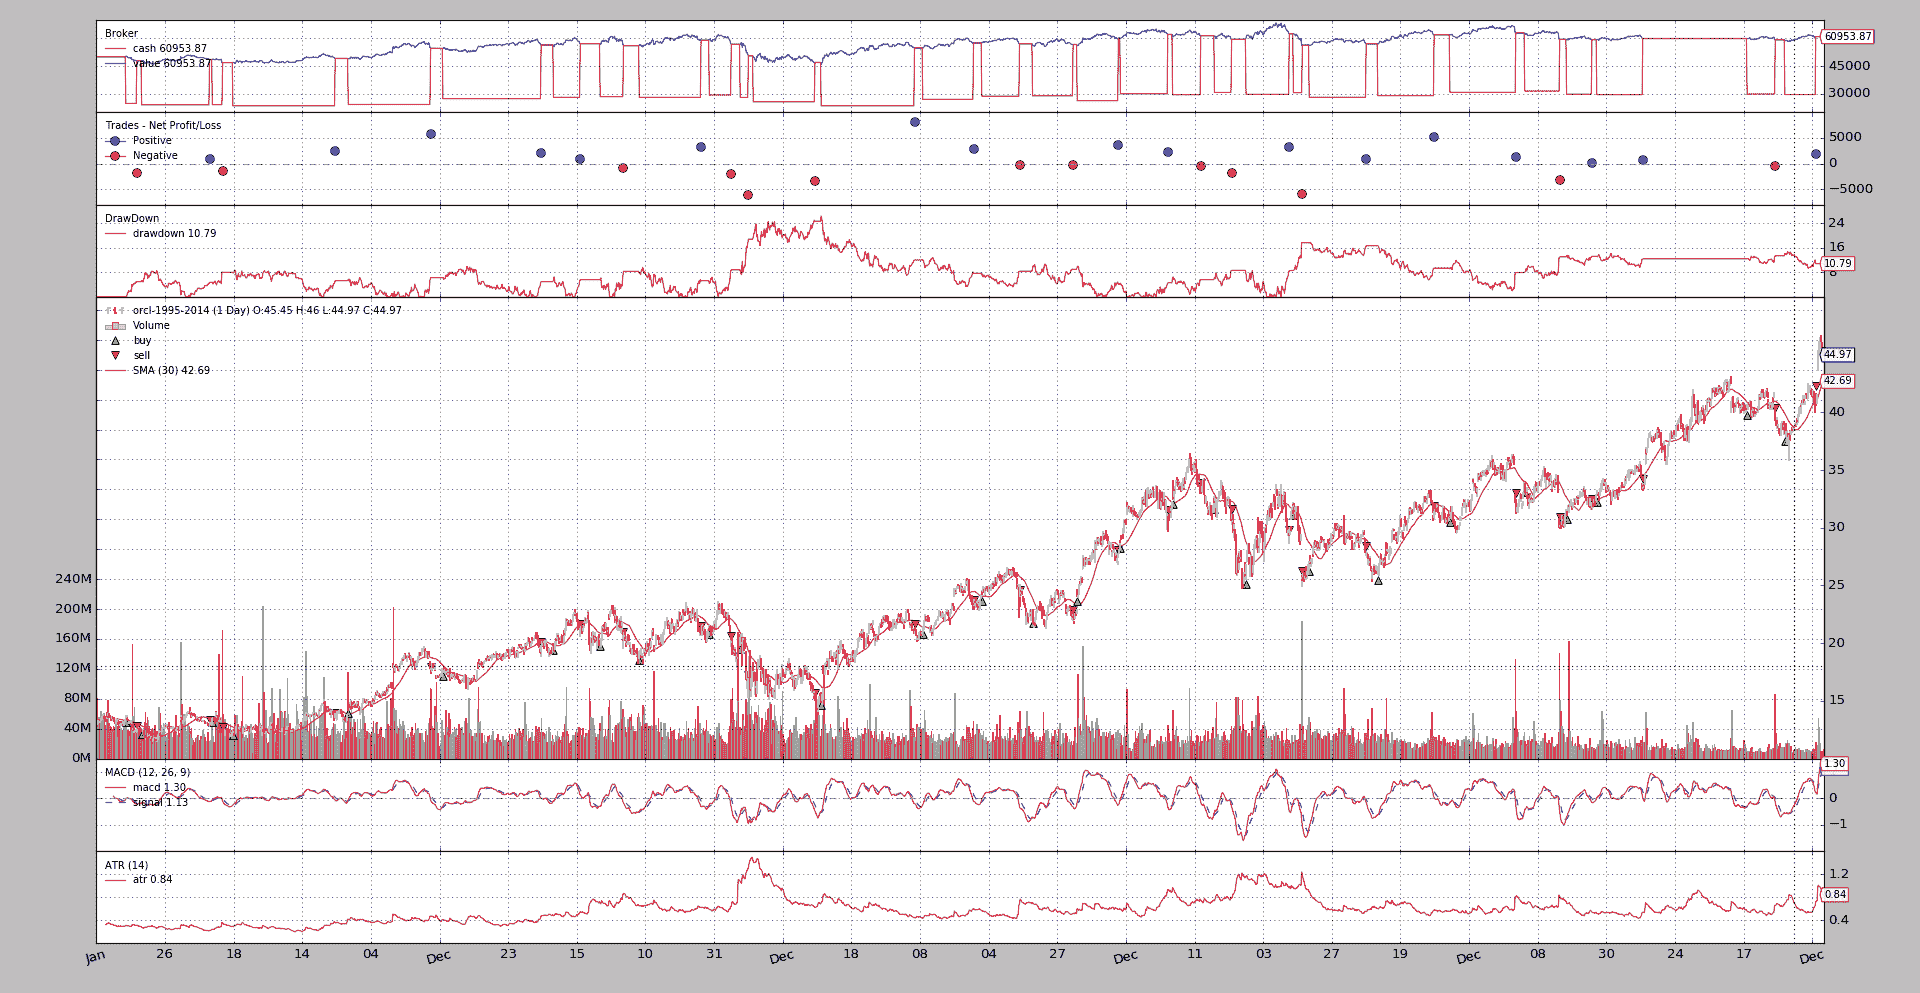 Broker
cash 60953.87
value 60953.87
60953.87
45000
30000
Trades - Net Profit/Loss
Positive
Negative
5000
0
−5000
DrawDown
drawdown 10.79
24
16
10.79
8
orcl-1995-2014 (1 Day) O:45.45 H:46 L:44.97 C:44.97
Volume
buy
sell
SMA (30) 42.69
44.97
42.69
40
35
30
25
20
15
240M
200M
160M
120M
80M
40M
0M
MACD (12, 26, 9)
macd 1.30
signal 1.13
1.30
0
−1
ATR (14)
atr 0.84
1.2
0.84
0.4
Jan 26 18 14 04 Dec 23 15 10 31 Dec 18 08 04 27 Dec 11 03 27 19 Dec 08 30 24 17 Dec